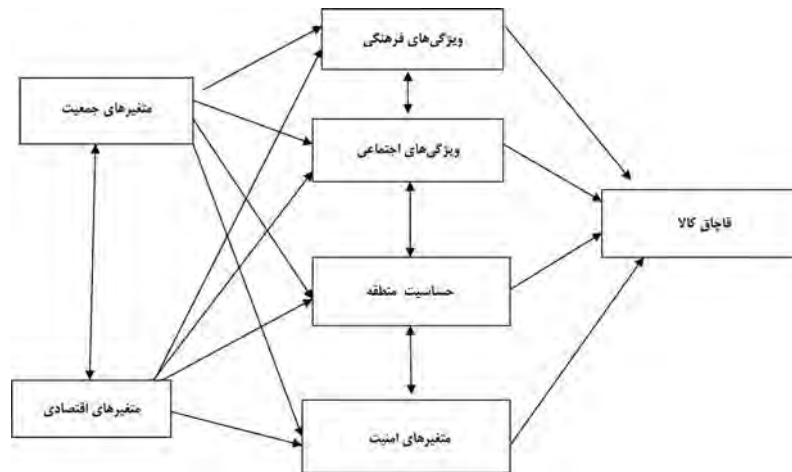 ویژگی‌های فرهنگی
متغیرهای جمعیت
ویژگی‌های اجتماعی
قاچاق کالا
حساسیت منطقه
متغیرهای اقتصادی
متغیرهای امنیت